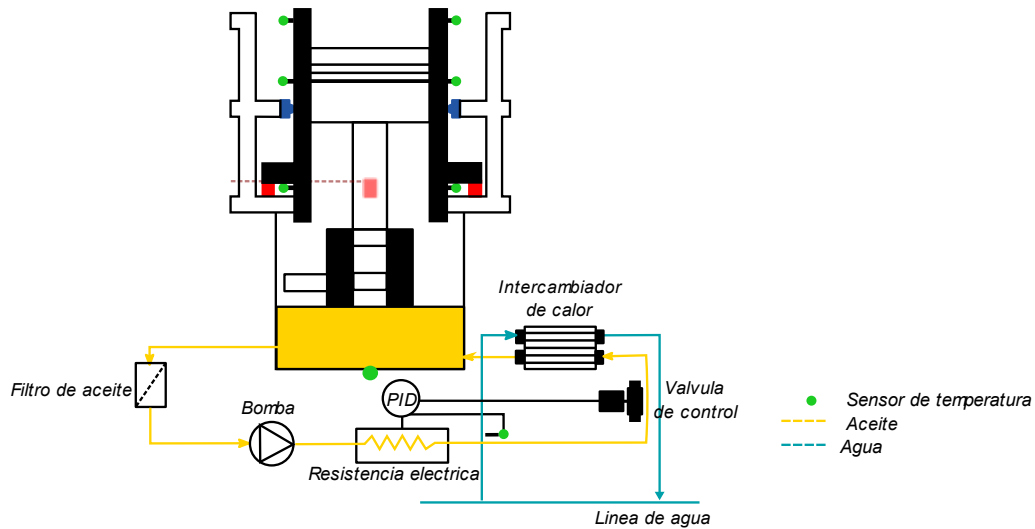 Intercambiador
de calor
Filtro de aceite
Bomba
PID
Valvula
de control
Resistencia electrica
Linea de agua
Sensor de temperatura
Aceite
Agua